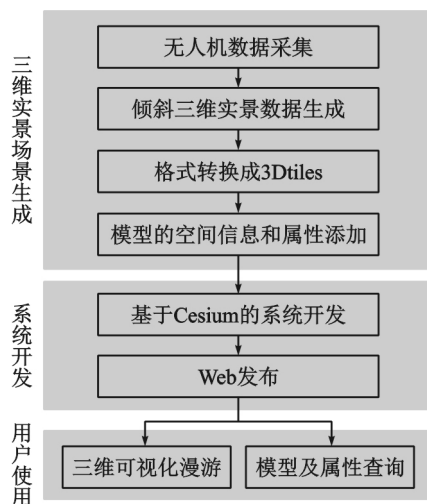 三维实景场景生成
无人机数据采集
倾斜三维实景数据生成
格式转换成3Dtiles
模型的空间信息和属性添加
系统开发
基于Cesium的系统开发
Web发布
用户使用
三维可视化漫游
模型及属性查询